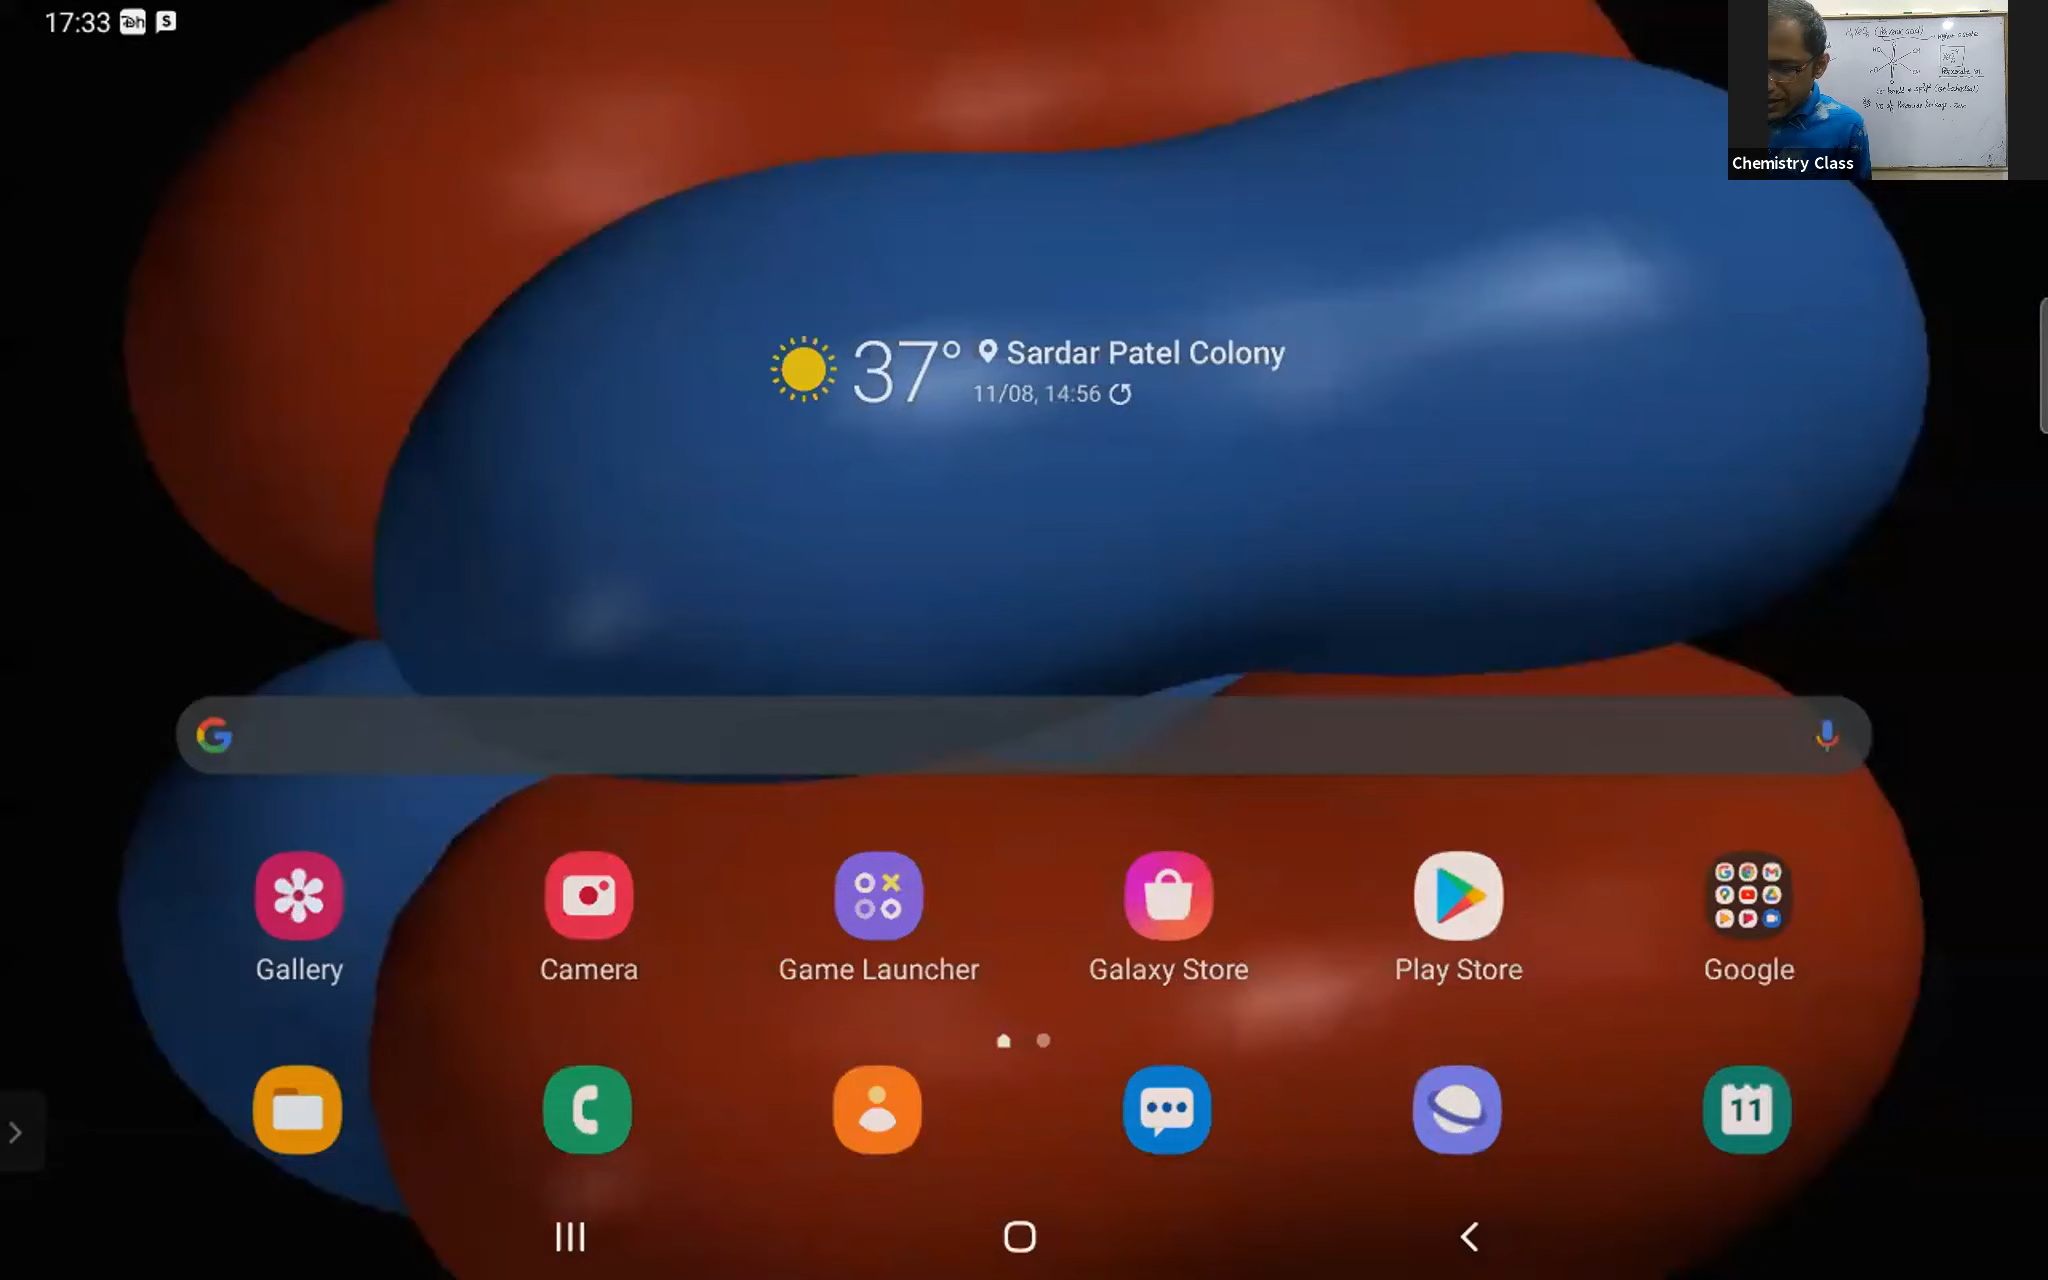 17:33
37° Sardar Patel Colony
11/08, 14:56
Chemistry Class
Gallery
Camera
Game Launcher
Galaxy Store
Play Store
Google
11